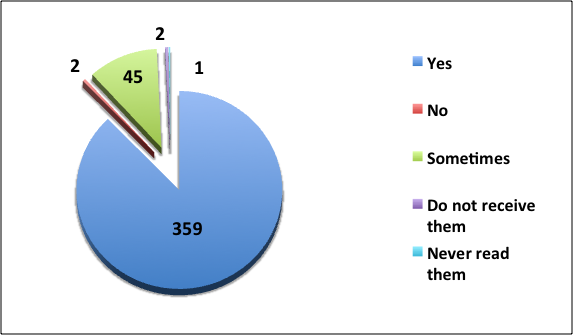 2
2
45
1
359
Yes
No
Sometimes
Do not receive
them
Never read
them